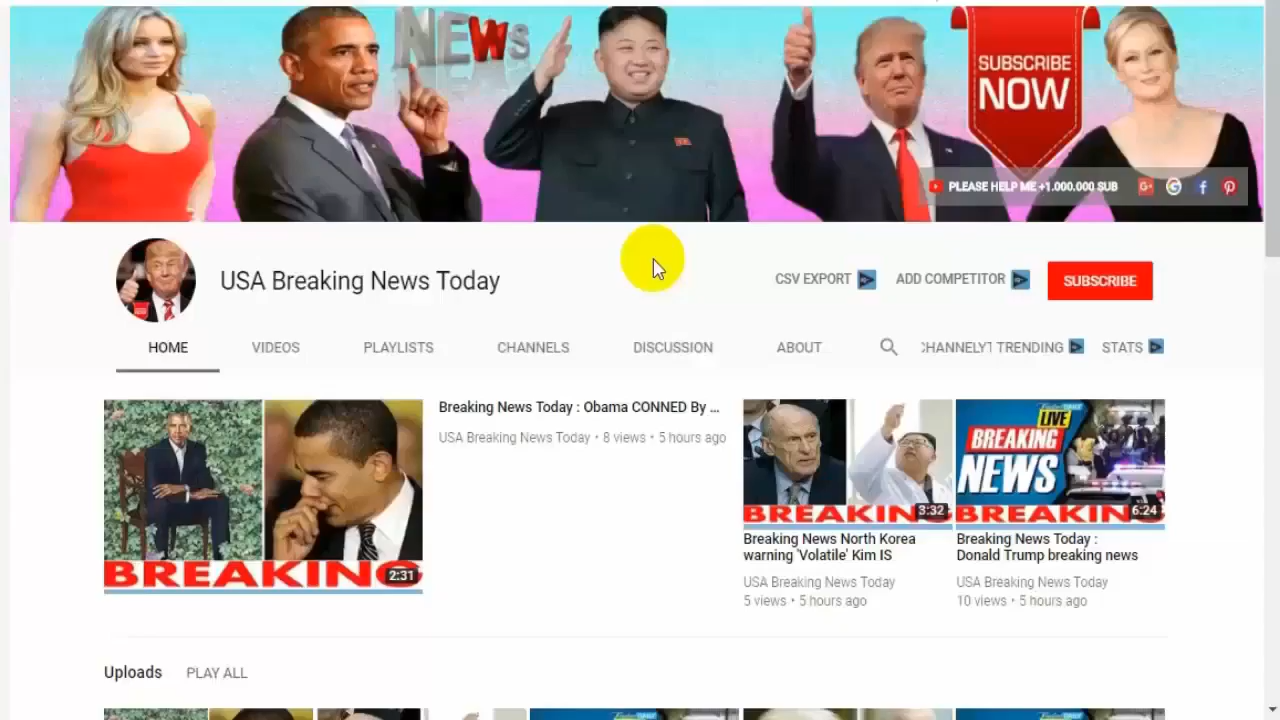 NEWS
SUBSCRIBE
NOW
PLEASE HELP ME +1.000.000 SUB
USA Breaking News Today
CSV EXPORT
ADD COMPETITOR
SUBSCRIBE
HOME
VIDEOS
PLAYLISTS
CHANNELS
DISCUSSION
ABOUT
CHANNELYT TRENDING
STATS
BREAKING
2:31
Breaking News Today : Obama CONNED By ...
USA Breaking News Today • 8 views • 5 hours ago
BREAKIN
3:32
Breaking News North Korea
warning 'Volatile' Kim IS
USA Breaking News Today
5 views • 5 hours ago
LIVE
BREAKING
NEWS
BREAKIN
6:24
Breaking News Today :
Donald Trump breaking news
USA Breaking News Today
10 views • 5 hours ago
Uploads
PLAY ALL